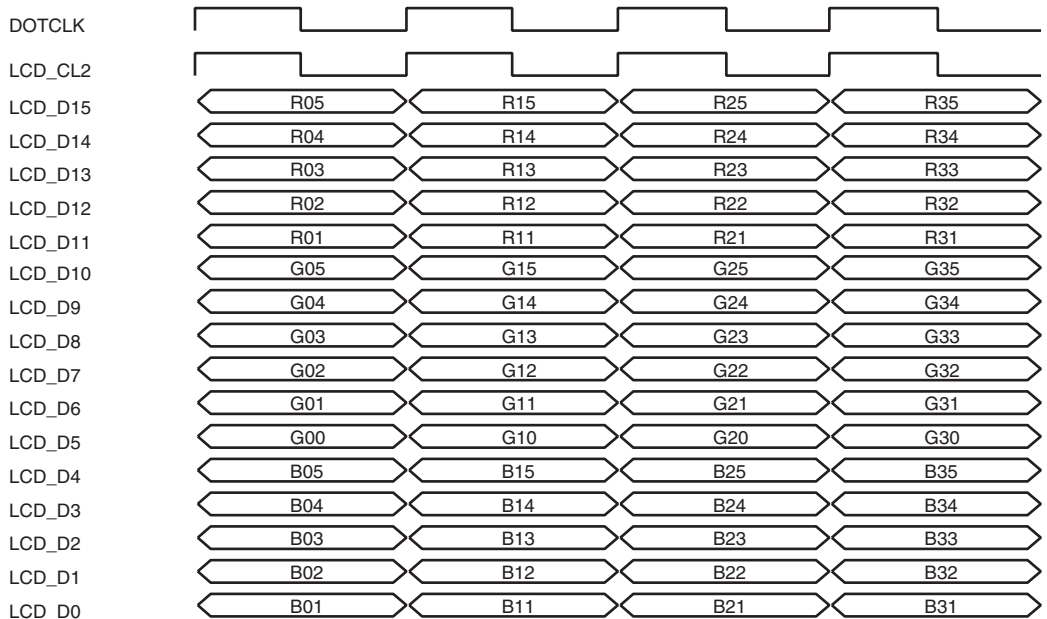 DOTCLK
LCD_CL2
LCD_D15 R05 R15 R25 R35
LCD_D14 R04 R14 R24 R34
LCD_D13 R03 R13 R23 R33
LCD_D12 R02 R12 R22 R32
LCD_D11 R01 R11 R21 R31
LCD_D10 G05 G15 G25 G35
LCD_D9 G04 G14 G24 G34
LCD_D8 G03 G13 G23 G33
LCD_D7 G02 G12 G22 G32
LCD_D6 G01 G11 G21 G31
LCD_D5 G00 G10 G20 G30
LCD_D4 B05 B15 B25 B35
LCD_D3 B04 B14 B24 B34
LCD_D2 B03 B13 B23 B33
LCD_D1 B02 B12 B22 B32
LCD_D0 B01 B11 B21 B31